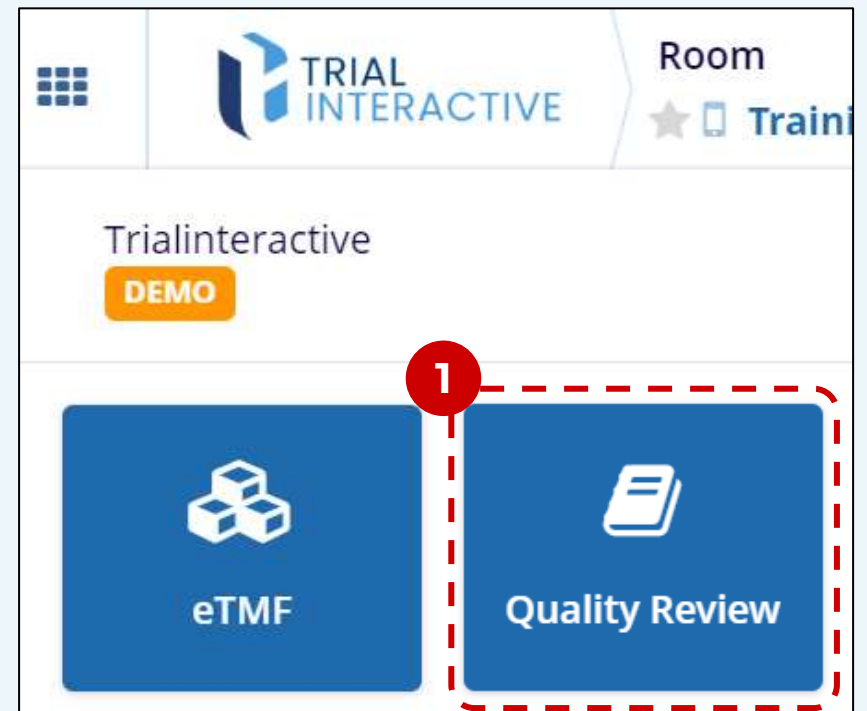 TRIAL
INTERACTIVE
Room
Traini
Trialinteractive
DEMO
1
eTMF
Quality Review